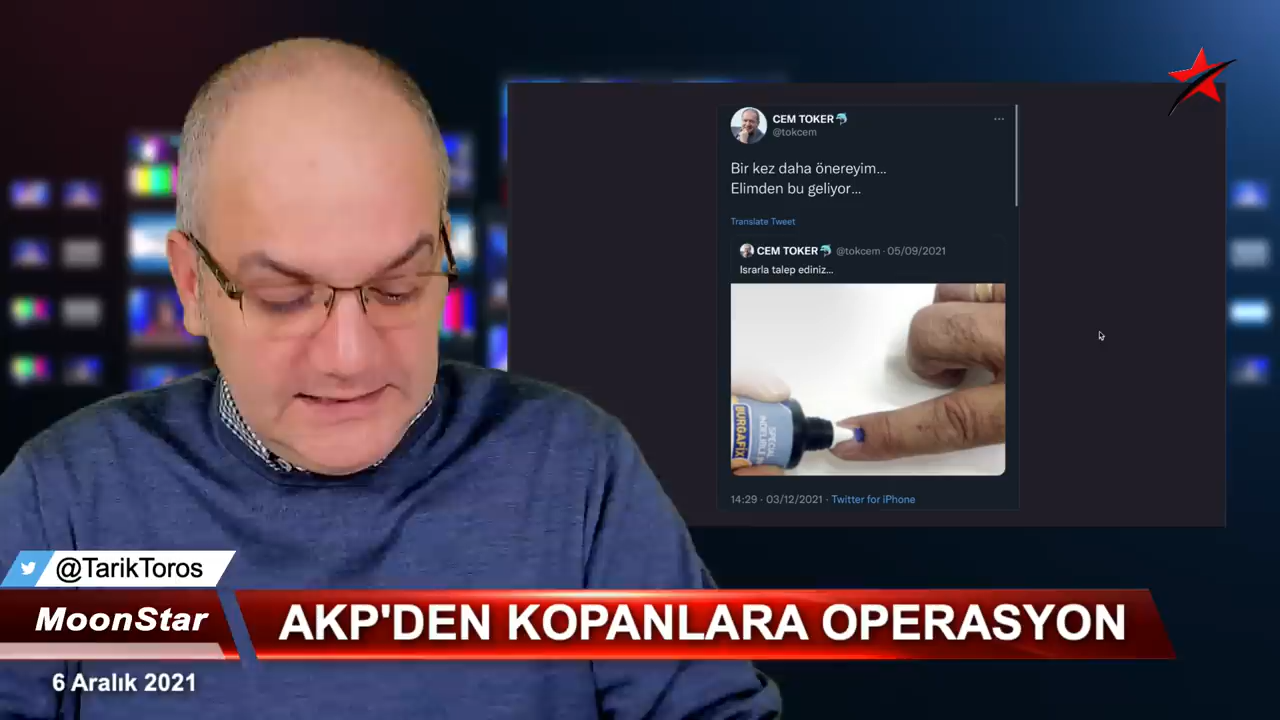 CEM TOKER
@tokcem
Bir kez daha önereyim...
Elimden bu geliyor...
Translate Tweet
CEM TOKER @tokcem · 05/09/2021
Israrla talep ediniz...
BURGAFIX
SPECIAL
14:29 · 03/12/2021 · Twitter for iPhone
@TarikToros
MoonStar
AKP'DEN KOPANLARA OPERASYON
6 Aralık 2021